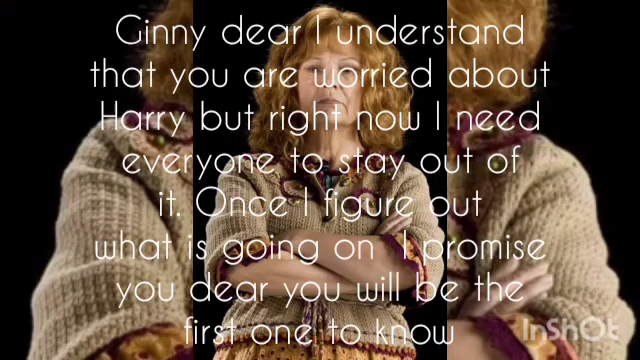 Ginny dear I understand
that you are worried about
Harry but right now I need
everyone to stay out of
it. Once I figure out
what is going on  I promise
you dear you will be the
first one to know
InShOt